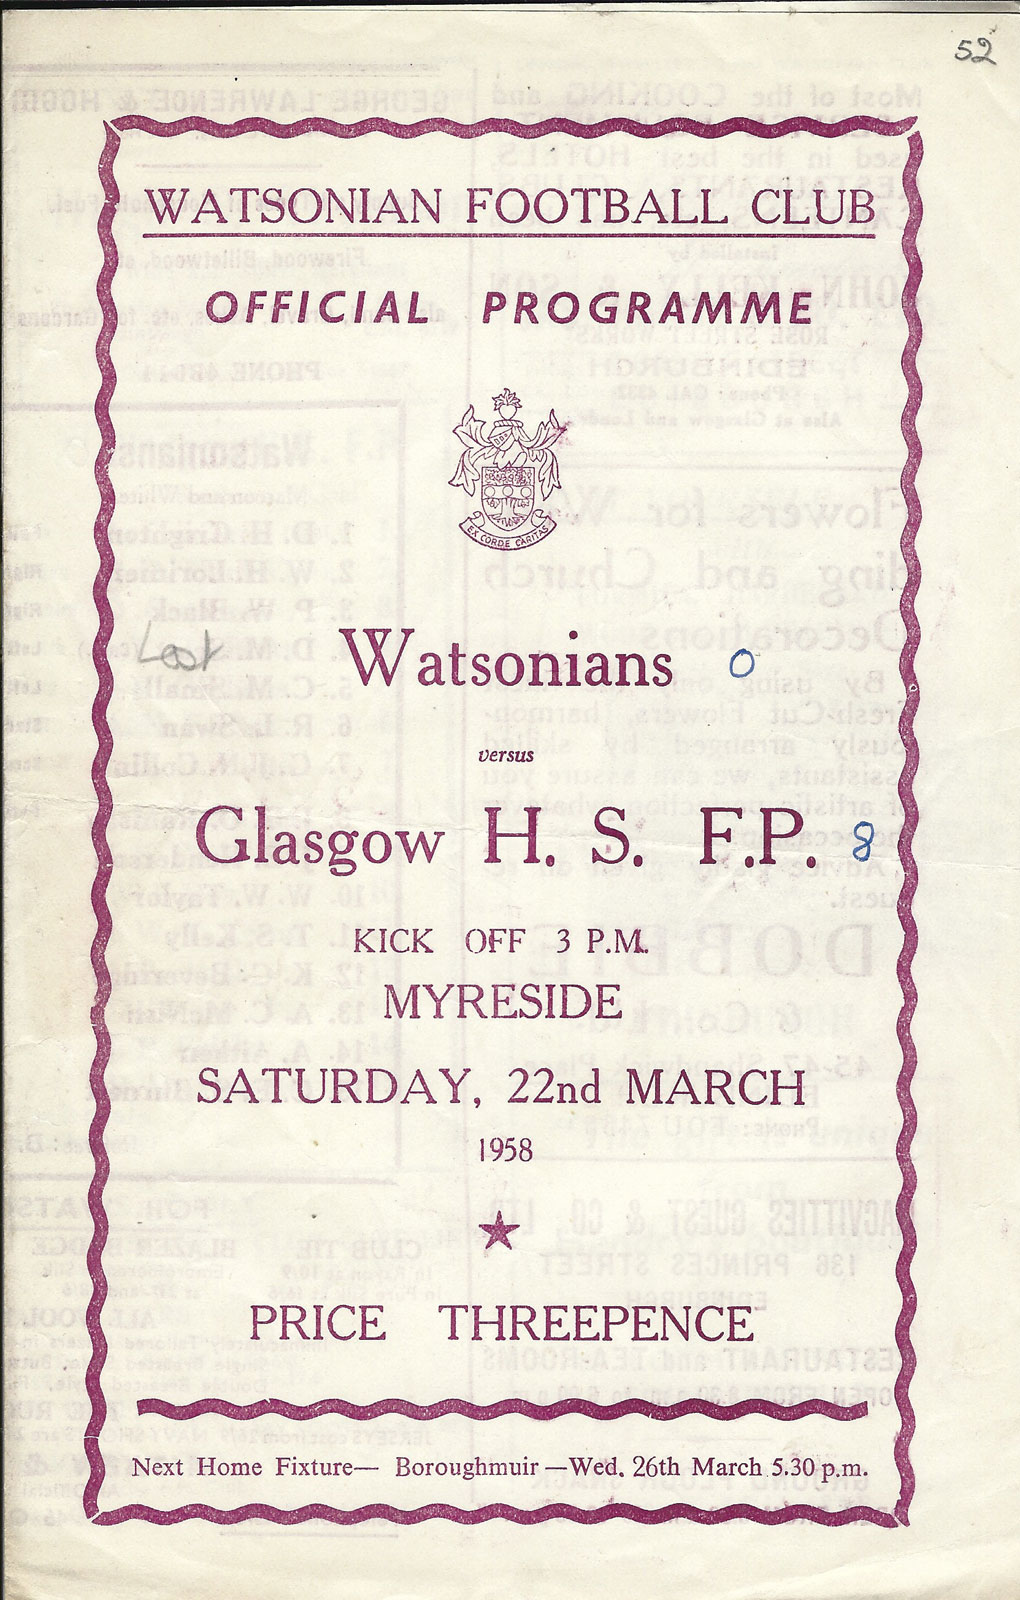 52
WATSONIAN FOOTBALL CLUB
OFFICIAL PROGRAMME
EX CORDE CARITAS
Lost
Watsonians 0
versus
Glasgow H. S. F.P. 8
KICK OFF 3 P.M.
MYRESIDE
SATURDAY, 22nd MARCH
1958
PRICE THREEPENCE
Next Home Fixture— Boroughmuir —Wed. 26th March 5.30 p.m.